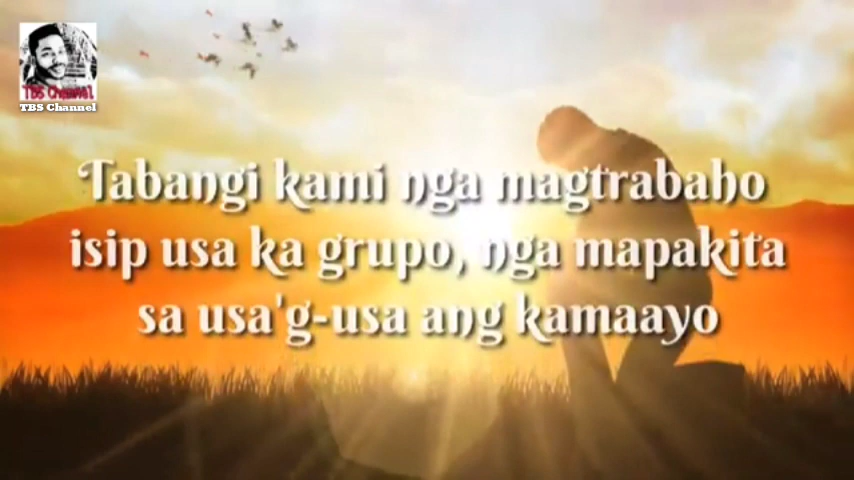 TBS Channel
TBS Channel
Tabangi kami nga magtrabaho
isip usa ka grupo, nga mapakita
sa usa'g-usa ang kamaayo